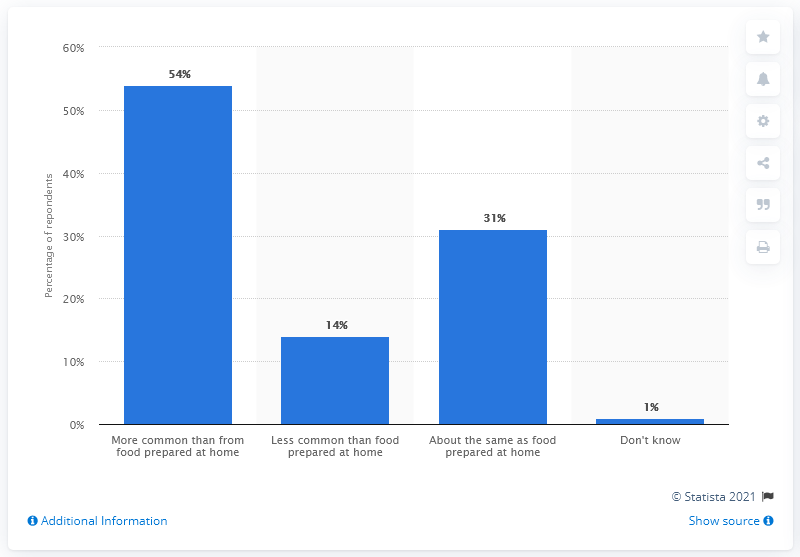 60%
54%
50%
40%
31%
30%
20%
14%
10%
1%
0%
Percentage of repondents
More common than from
food prepared at home
Less common than food
prepared at home
About the same as food
prepared at home
Don't know
© Statista 2021
Additional Information
Show source